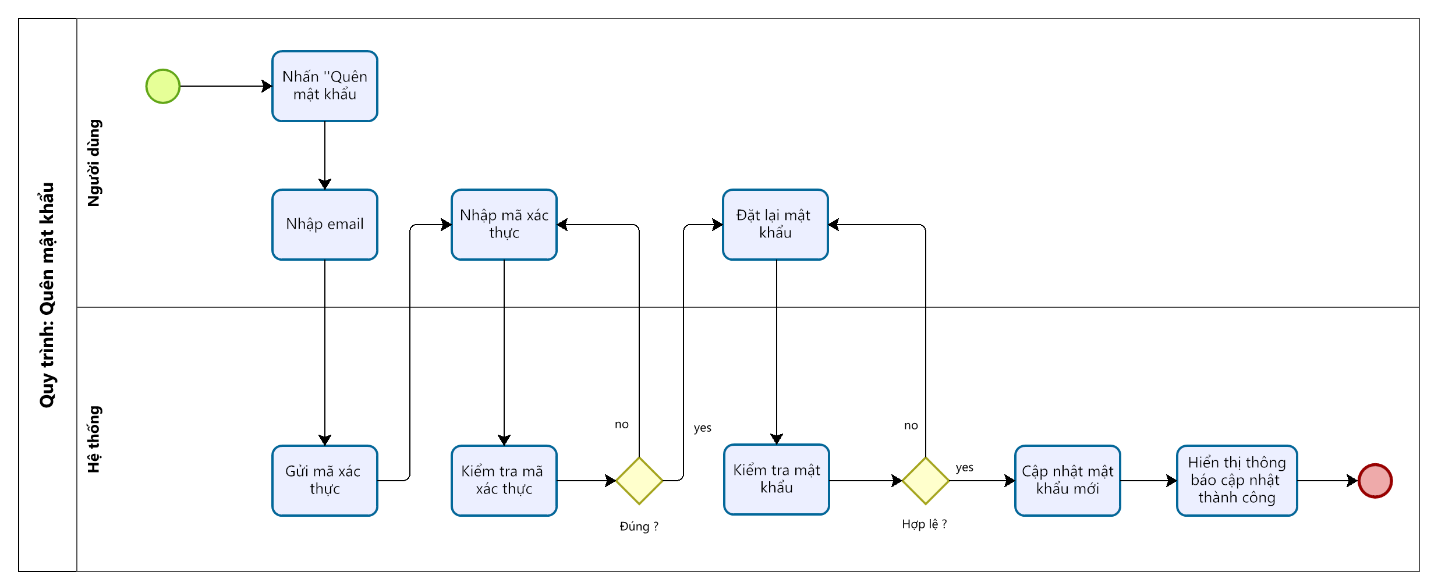 Quy trình: Quên mật khẩu
Người dùng
Nhấn "Quên
mật khẩu
Nhập email
Nhập mã xác
thực
Đặt lại mật
khẩu
Hệ thống
Gửi mã xác
thực
Kiểm tra mã
xác thực
no
Đúng ?
yes
Kiểm tra mật
khẩu
no
Hợp lệ ?
yes
Cập nhật mật
khẩu mới
Hiển thị thông
báo cập nhật
thành công